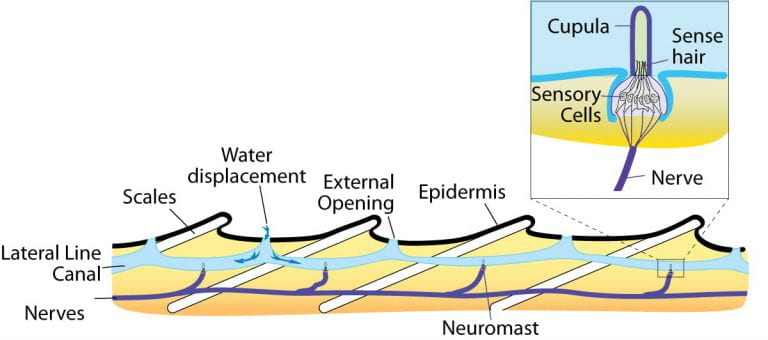 Cupula
Sense
hair
Sensory
Cells
Nerve
Water
displacement
External
Opening
Epidermis
Scales
Lateral Line
Canal
Nerves
Neuromast